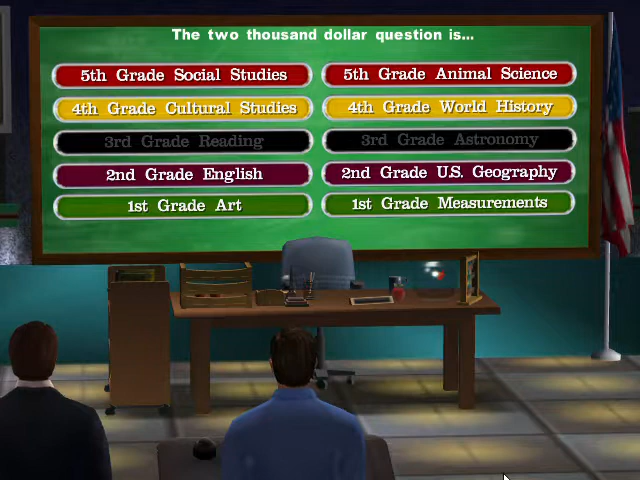 The two thousand dollar question is...
5th Grade Social Studies
5th Grade Animal Science
4th Grade Cultural Studies
4th Grade World History
3rd Grade Reading
3rd Grade Astronomy
2nd Grade English
2nd Grade U.S. Geography
1st Grade Art
1st Grade Measurements